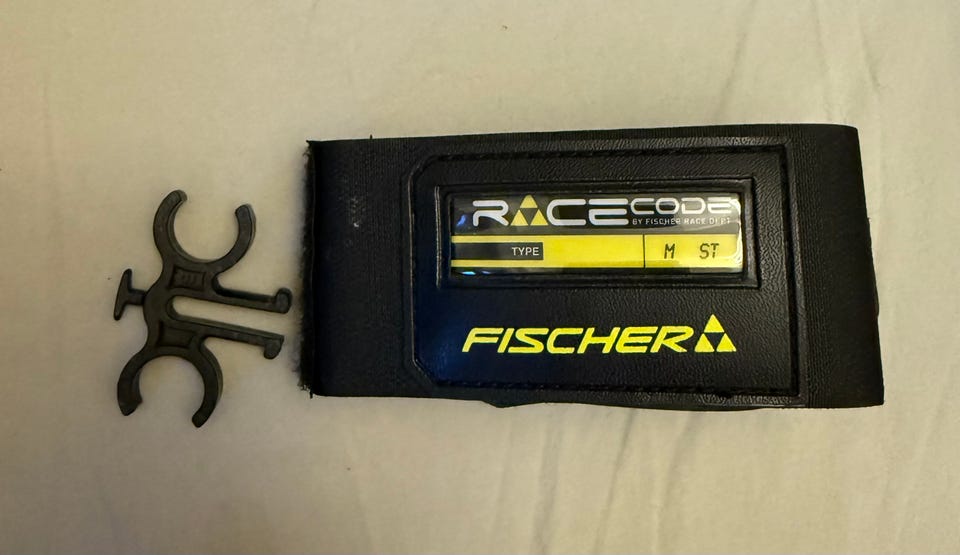 RACECODE
BY FISCHER RACE DEPT
TYPE M ST
FISCHER